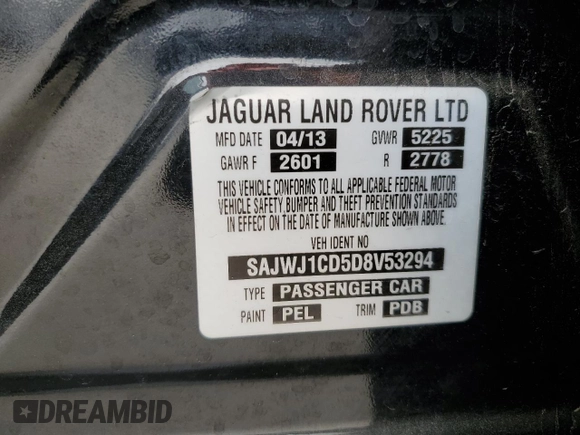 JAGUAR LAND ROVER LTD
MFD DATE 04/13 GVWR 5225
GAWR F 2601 R 2778
THIS VEHICLE CONFORMS TO ALL APPLICABLE FEDERAL MOTOR
VEHICLE SAFETY BUMPER AND THEFT PREVENTION STANDARDS
IN EFFECT ON THE DATE OF MANUFACTURE SHOWN ABOVE.
VEH IDENT NO
SAJWJ1CD5D8V53294
TYPE PASSENGER CAR
PAINT PEL TRIM PDB
DREAMBID